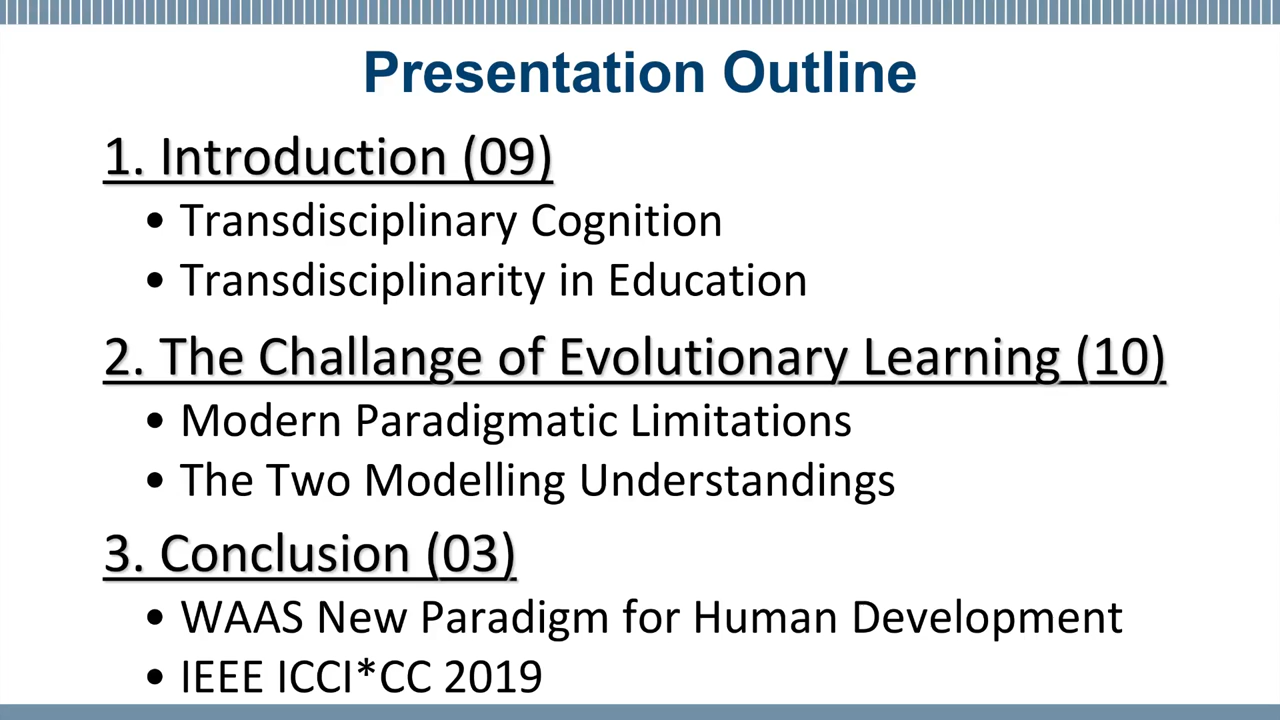 Presentation Outline
1. Introduction (09)
• Transdisciplinary Cognition
• Transdisciplinarity in Education
2. The Challange of Evolutionary Learning (10)
• Modern Paradigmatic Limitations
• The Two Modelling Understandings
3. Conclusion (03)
• WAAS New Paradigm for Human Development
• IEEE ICCI*CC 2019